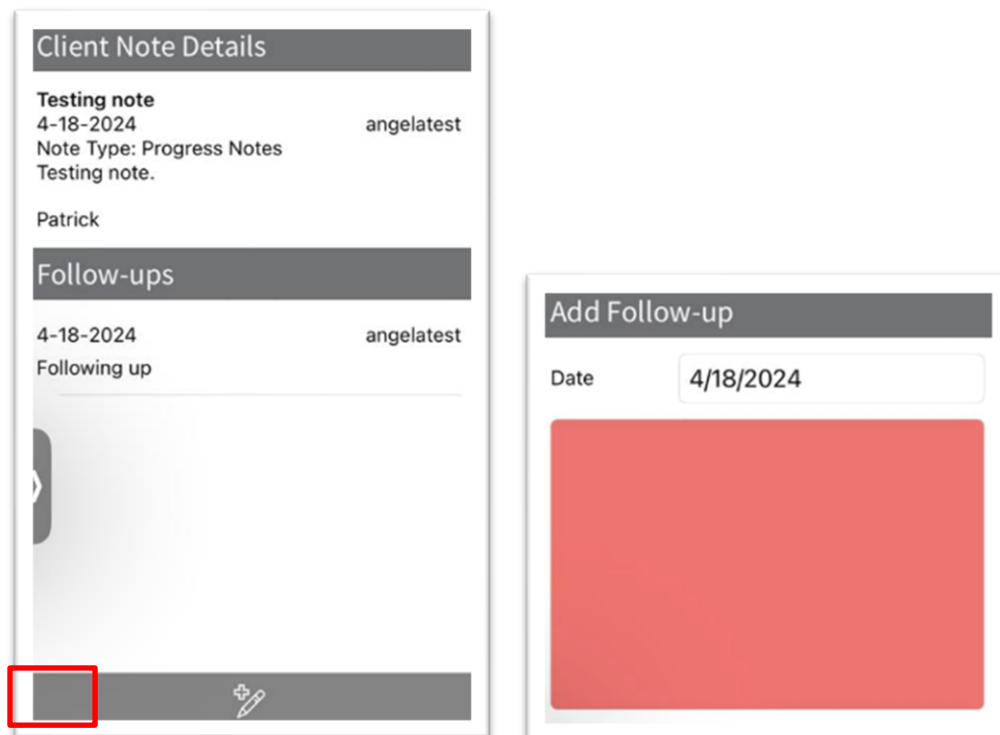 Client Note Details
Testing note
4-18-2024 angelatest
Note Type: Progress Notes
Testing note.
Patrick
Follow-ups
4-18-2024 angelatest
Following up
Add Follow-up
Date 4/18/2024